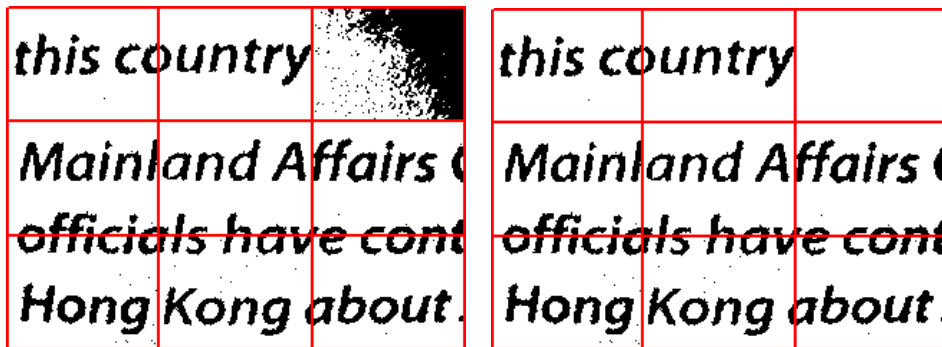 this country
this country
Mainland Affairs
Mainland Affairs
officials have cont
officials have cont
Hong Kong about
Hong Kong about